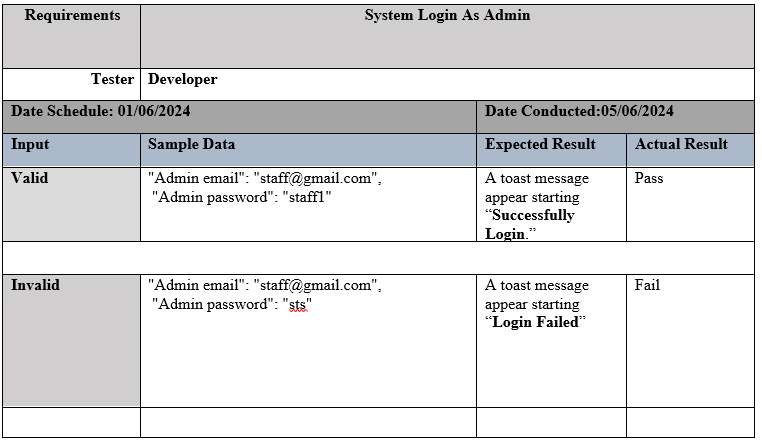 Requirements System Login As Admin
Tester Developer
Date Schedule: 01/06/2024 Date Conducted:05/06/2024
Input Sample Data Expected Result Actual Result
Valid "Admin email": "staff@gmail.com", A toast message Pass
"Admin password": "staff1" appear starting
“Successfully
Login.”
Invalid "Admin email": "staff@gmail.com", A toast message Fail
"Admin password": "sts" appear starting
“Login Failed”